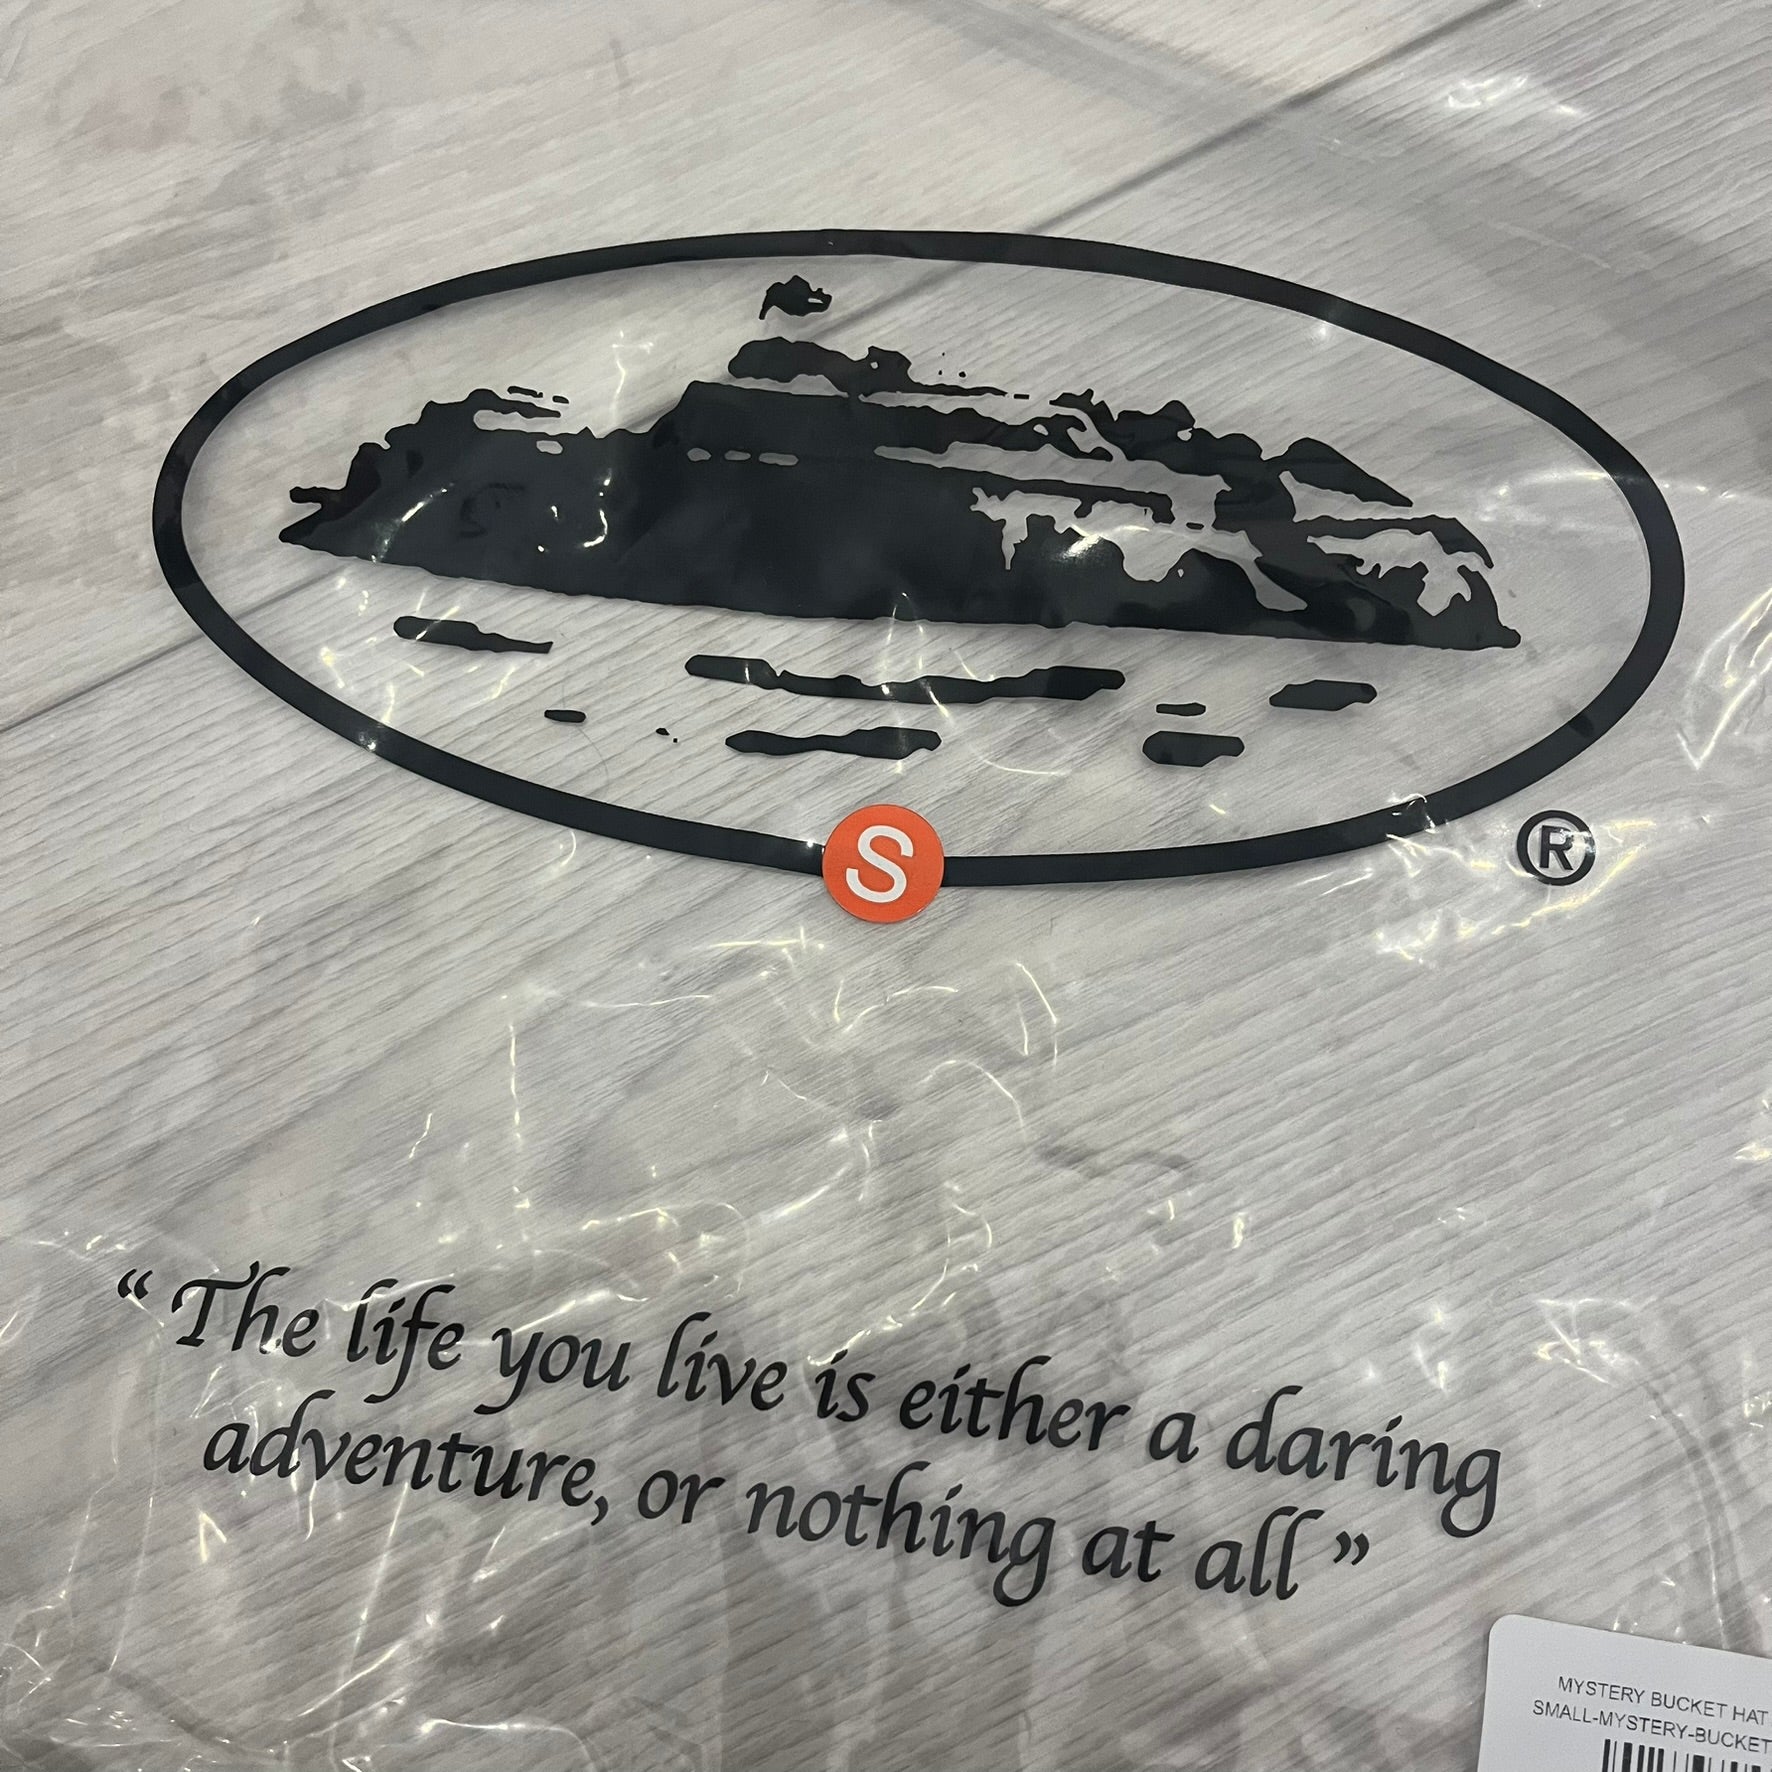 S
®
“ The life you live is either a daring
adventure, or nothing at all ”
MYSTERY BUCKET HAT
SMALL-MYSTERY-BUCKET